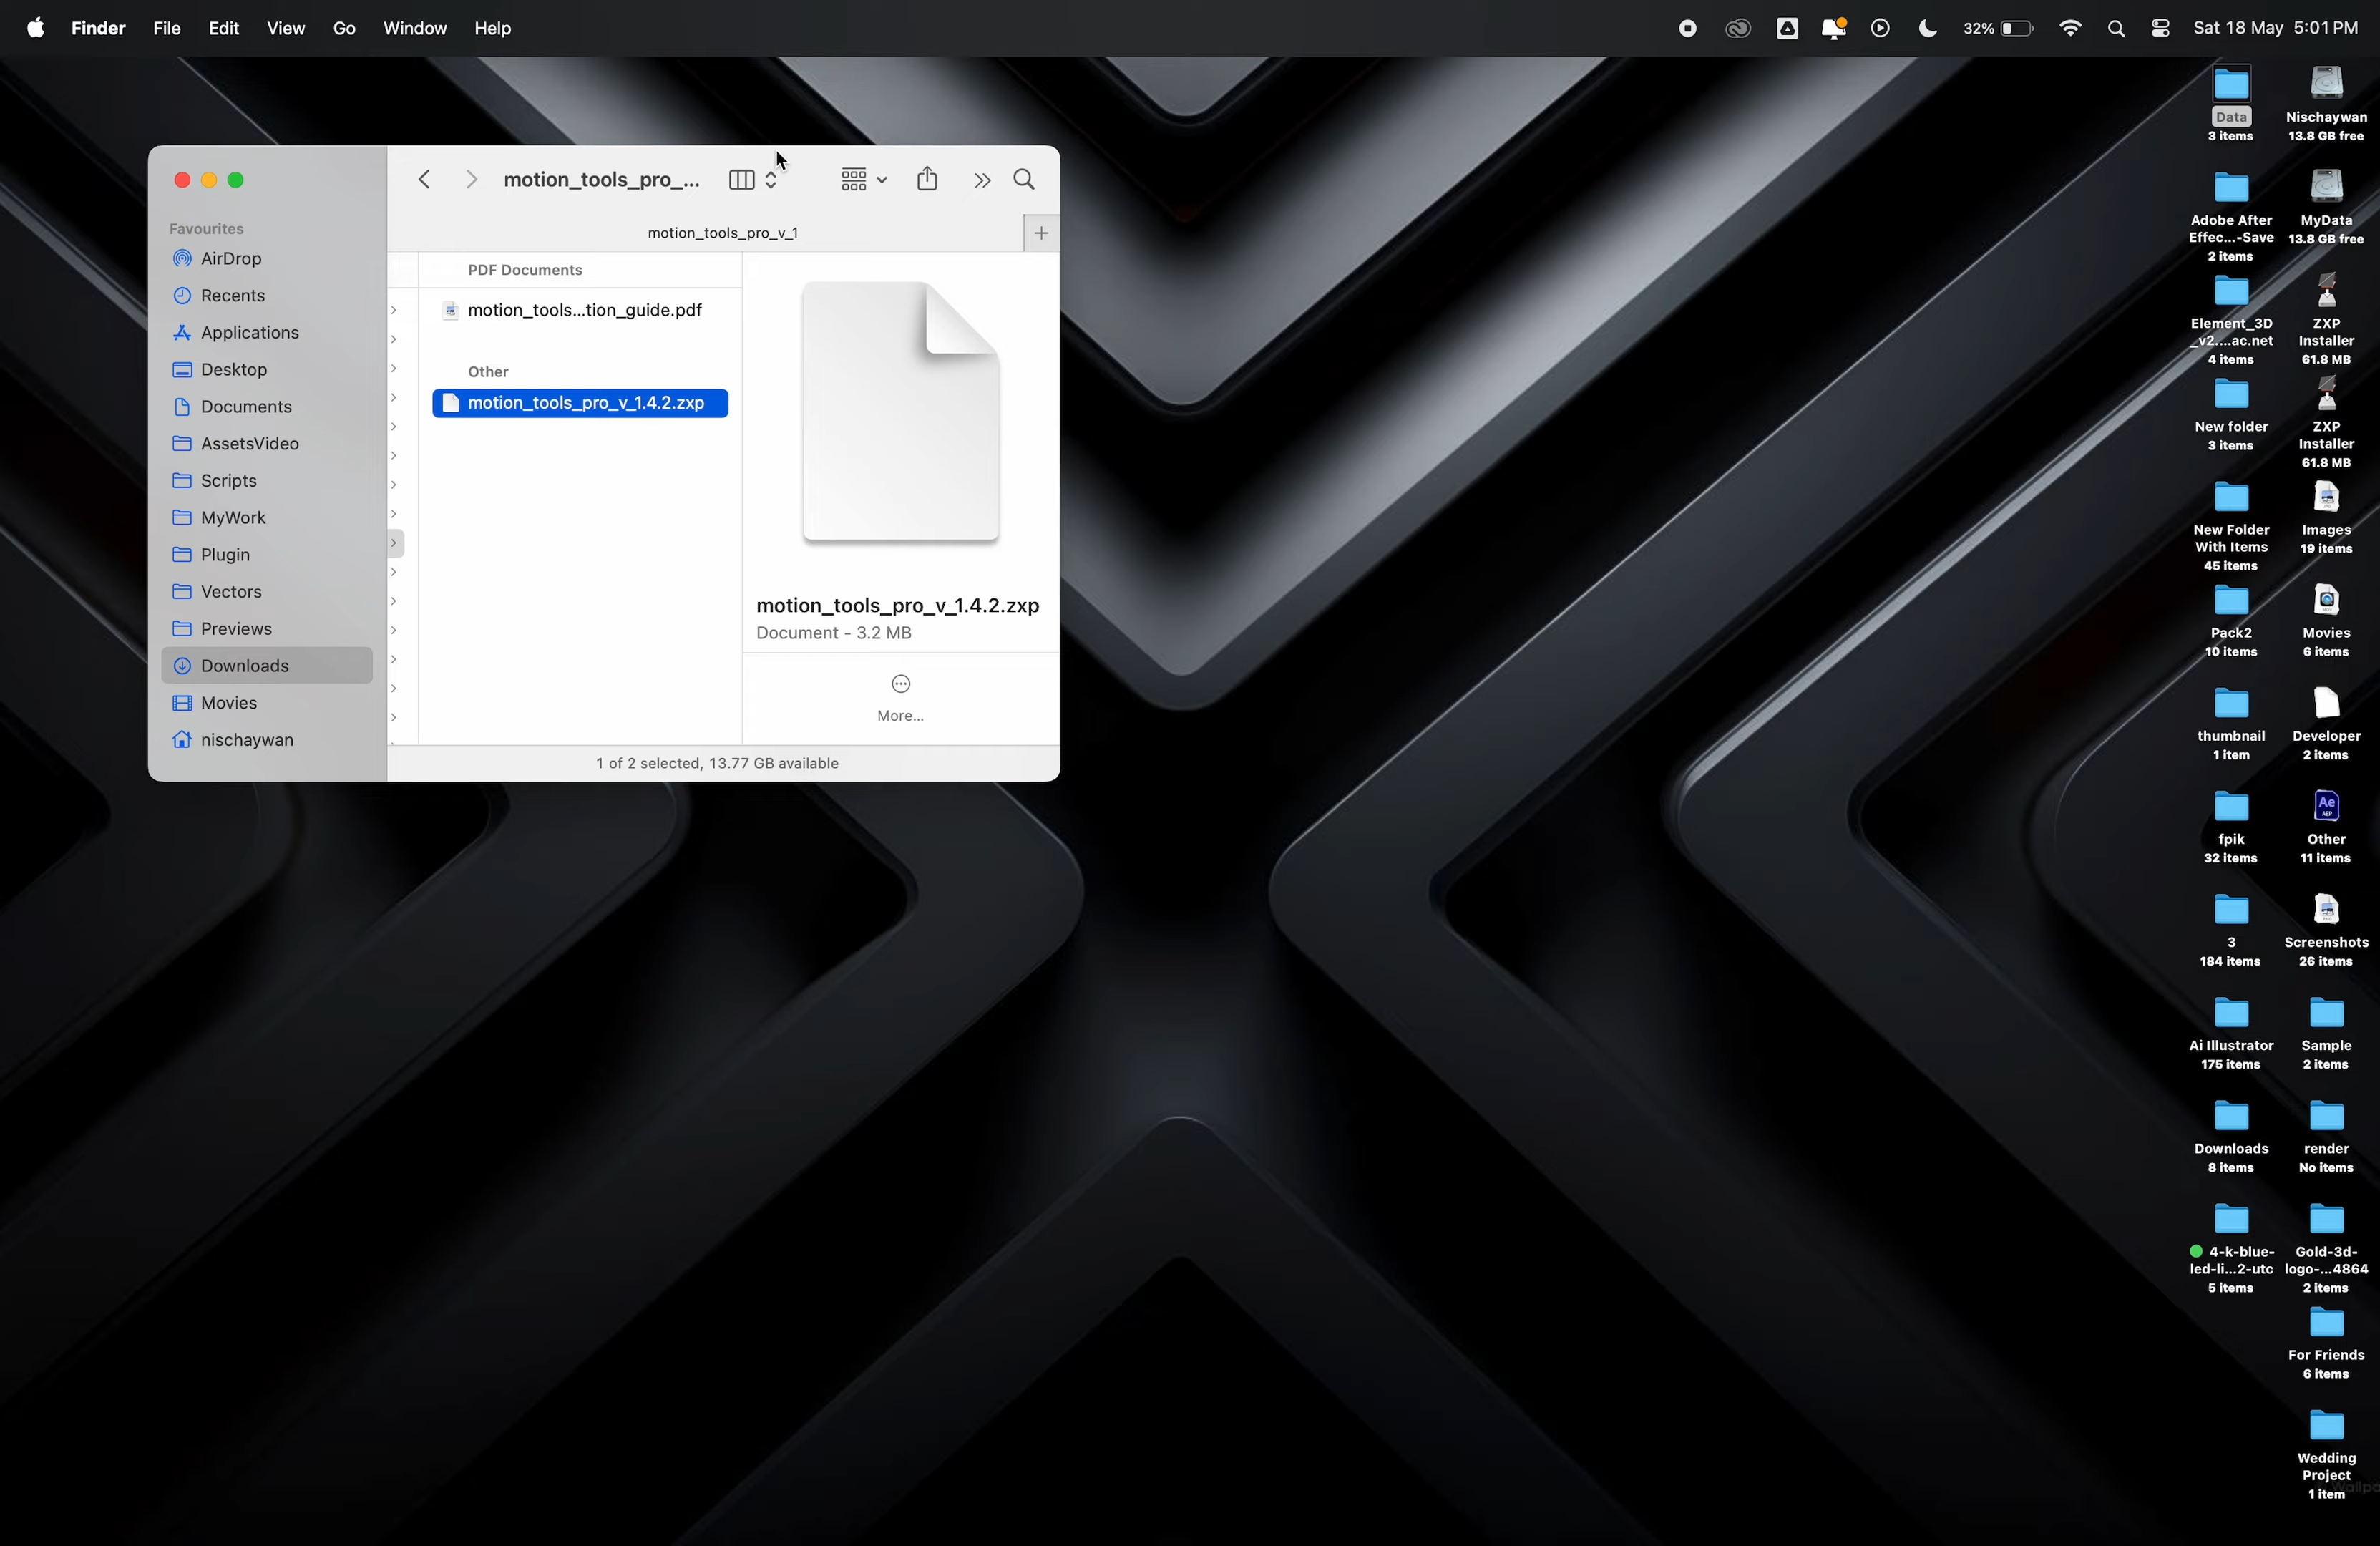 Finder File Edit View Go Window Help
32% Sat 18 May 5:01 PM
motion_tools_pro_...
motion_tools_pro_v_1
Favourites
AirDrop
Recents
Applications
Desktop
Documents
AssetsVideo
Scripts
MyWork
Plugin
Vectors
Previews
Downloads
Movies
nischaywan
PDF Documents
motion_tools...tion_guide.pdf
Other
motion_tools_pro_v_1.4.2.zxp
motion_tools_pro_v_1.4.2.zxp
Document - 3.2 MB
More...
1 of 2 selected, 13.77 GB available
Data
3 items
Adobe After
Effec...-Save
2 items
Element_3D
_v2....ac.net
4 items
New folder
3 items
New Folder
With Items
45 items
Pack2
10 items
thumbnail
1 item
fpik
32 items
3
184 items
Ai Illustrator
175 items
Downloads
8 items
4-k-blue-
led-li...2-utc
5 items
Nischaywan
13.8 GB free
MyData
13.8 GB free
ZXP
Installer
61.8 MB
ZXP
Installer
61.8 MB
Images
19 items
Movies
6 items
Developer
2 items
Ae
AEP
Other
11 items
Screenshots
26 items
Sample
2 items
render
No items
Gold-3d-
logo-...4864
2 items
For Friends
6 items
Wedding
Project
1 item